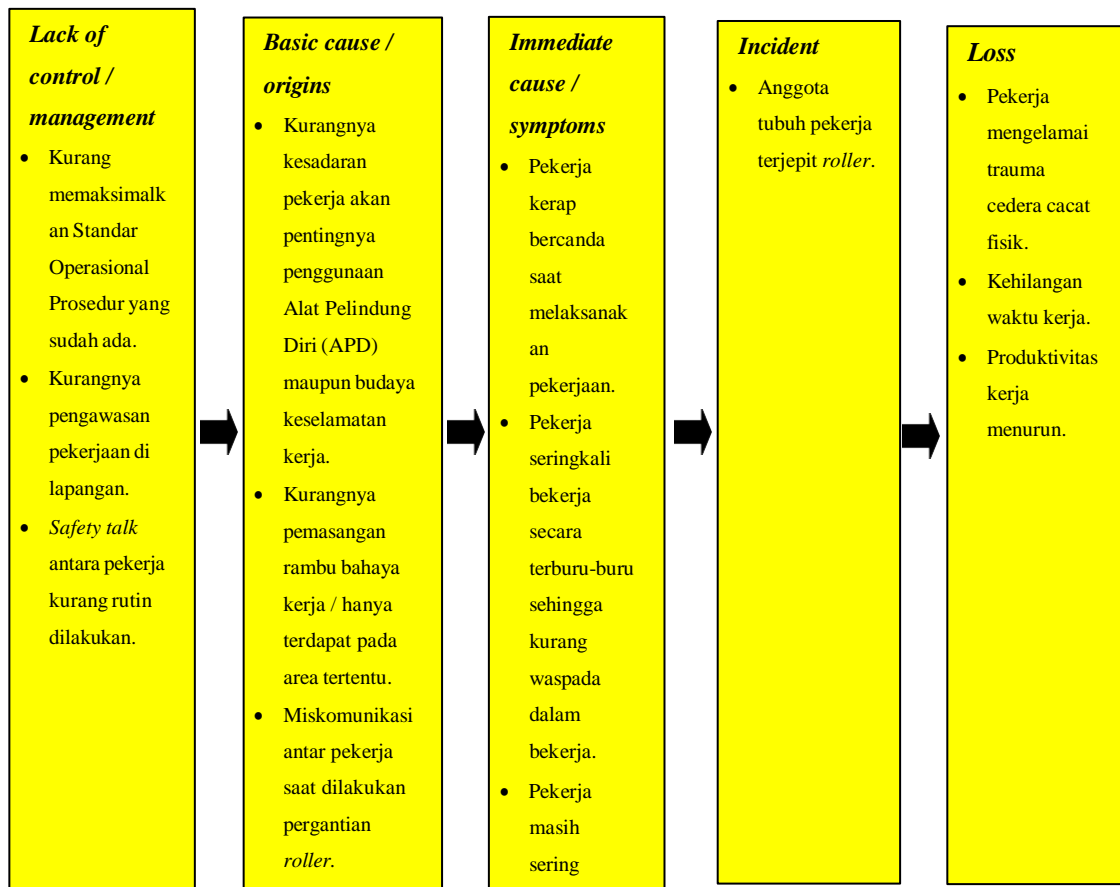 Lack of
control /
management
• Kurang
memaksimalk
an Standar
Operasional
Prosedur yang
sudah ada.
• Kurangnya
pengawasan
pekerjaan di
lapangan.
• Safety talk
antara pekerja
kurang rutin
dilakukan.
Basic cause /
origins
• Kurangnya
kesadaran
pekerja akan
pentingnya
penggunaan
Alat Pelindung
Diri (APD)
maupun budaya
keselamatan
kerja.
• Kurangnya
pemasangan
rambu bahaya
kerja / hanya
terdapat pada
area tertentu.
• Miskomunikasi
antar pekerja
saat dilakukan
pergantian
roller.
Immediate
cause /
symptoms
• Pekerja
kerap
bercanda
saat
melaksanak
an
pekerjaan.
• Pekerja
seringkali
bekerja
secara
terburu-buru
sehingga
kurang
waspada
dalam
bekerja.
• Pekerja
masih
sering
Incident
• Anggota
tubuh pekerja
terjepit roller.
Loss
• Pekerja
mengelamai
trauma
cedera cacat
fisik.
• Kehilangan
waktu kerja.
• Produktivitas
kerja
menurun.